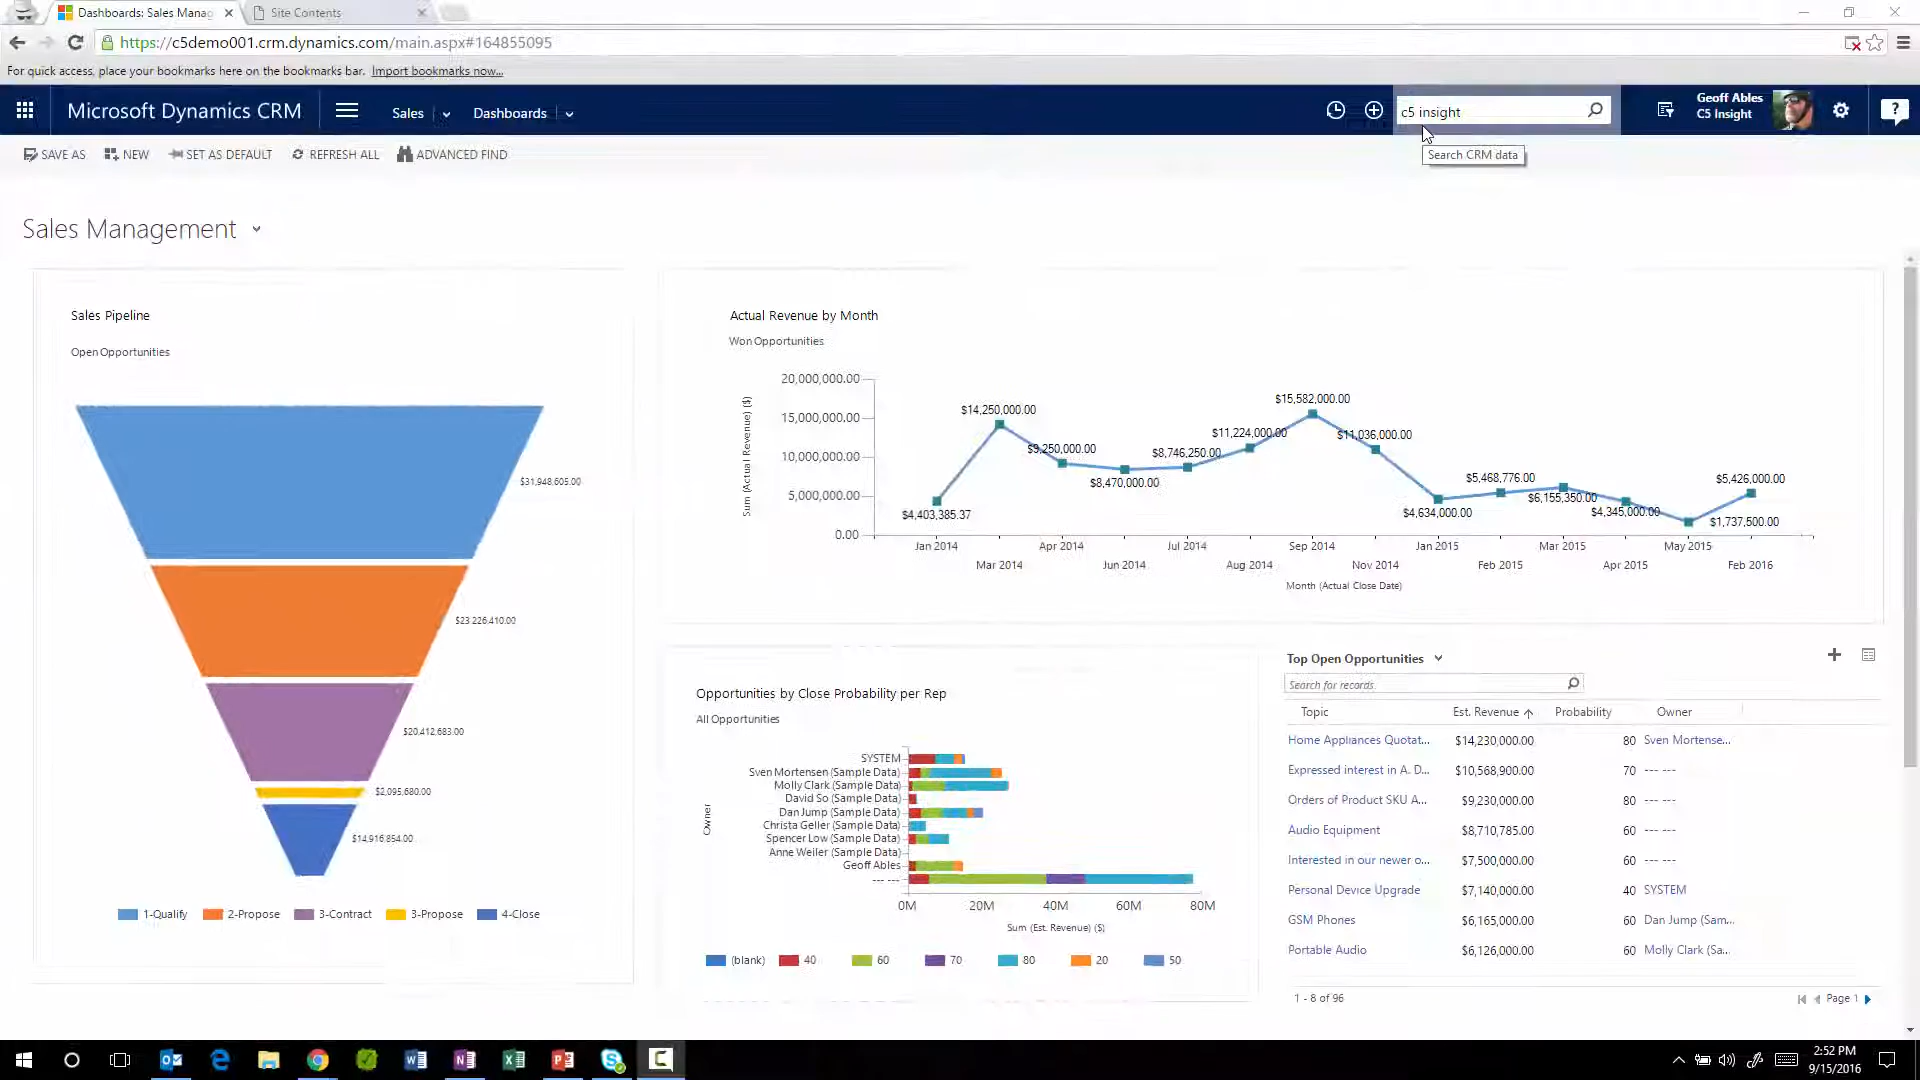 Dashboards: Sales Manag
Site Contents
https://c5demo001.crm.dynamics.com/main.aspx#164855095
For quick access, place your bookmarks here on the bookmarks bar. Import bookmarks now...
Microsoft Dynamics CRM
Sales
Dashboards
c5 insight
Geoff Ables
C5 Insight
Search CRM data
SAVE AS
NEW
SET AS DEFAULT
REFRESH ALL
ADVANCED FIND
Sales Management
Sales Pipeline
Open Opportunities
$31,948,605.00
$23,226,410.00
$20,412,683.00
$2,095,680.00
$14,916,854.00
1-Qualify
2-Propose
3-Contract
3-Propose
4-Close
Actual Revenue by Month
Won Opportunities
Sum (Actual Revenue) ($)
20,000,000.00
15,000,000.00
10,000,000.00
5,000,000.00
0.00
$4,403,385.37
$14,250,000.00
$9,250,000.00
$8,470,000.00
$8,746,250.00
$11,224,000.00
$15,582,000.00
$11,036,000.00
$4,634,000.00
$5,468,776.00
$6,155,350.00
$4,345,000.00
$1,737,500.00
$5,426,000.00
Jan 2014
Mar 2014
Apr 2014
Jun 2014
Jul 2014
Aug 2014
Sep 2014
Nov 2014
Jan 2015
Feb 2015
Mar 2015
Apr 2015
May 2015
Feb 2016
Month (Actual Close Date)
Opportunities by Close Probability per Rep
All Opportunities
Owner
SYSTEM
Sven Mortensen (Sample Data)
Molly Clark (Sample Data)
David So (Sample Data)
Dan Jump (Sample Data)
Christa Geller (Sample Data)
Spencer Low (Sample Data)
Anne Weiler (Sample Data)
Geoff Ables
--- ---
0M 20M 40M 60M 80M
Sum (Est. Revenue) ($)
(blank) 40 60 70 80 20 50
Top Open Opportunities
Search for records
Topic Est. Revenue Probability Owner
Home Appliances Quotat... $14,230,000.00 80 Sven Mortense...
Expressed interest in A. D... $10,568,900.00 70 --- ---
Orders of Product SKU A... $9,230,000.00 80 --- ---
Audio Equipment $8,710,785.00 60 --- ---
Interested in our newer o... $7,500,000.00 60 --- ---
Personal Device Upgrade $7,140,000.00 40 SYSTEM
GSM Phones $6,165,000.00 60 Dan Jump (Sam...
Portable Audio $6,126,000.00 60 Molly Clark (Sa...
1 - 8 of 96
Page 1
2:52 PM
9/15/2016